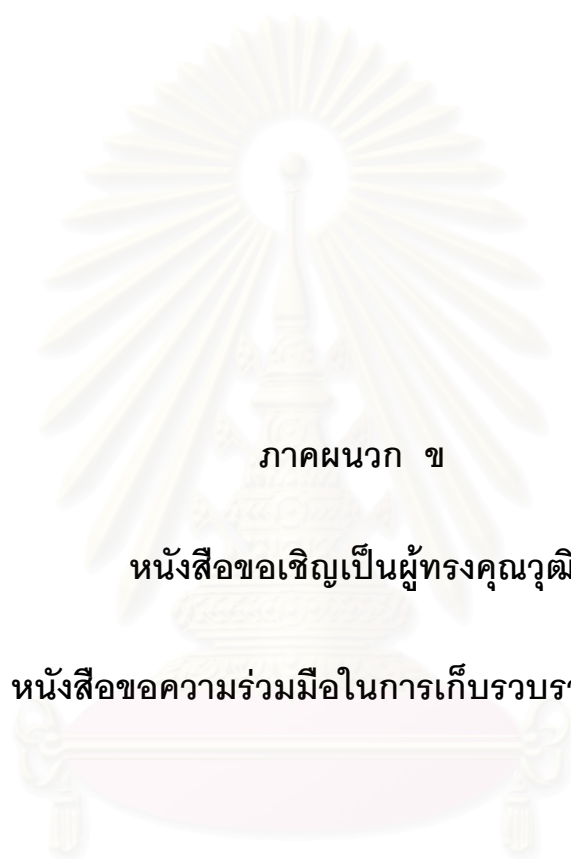 ภาคผนวก ข
หนังสือขอเชิญเป็นผู้ทรงคุณวุฒิ
หนังสือขอความร่วมมือในการเก็บรวบรว